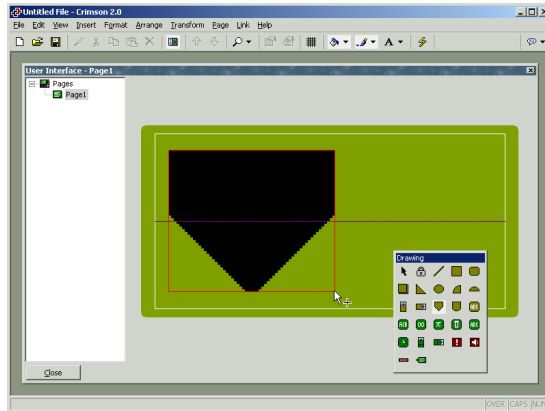 Untitled File - Crimson 2.0
File Edit View Insert Format Arrange Transform Page Link Help
User Interface - Page1
Pages
Page1
Drawing
Close
OVER CAPS NUM